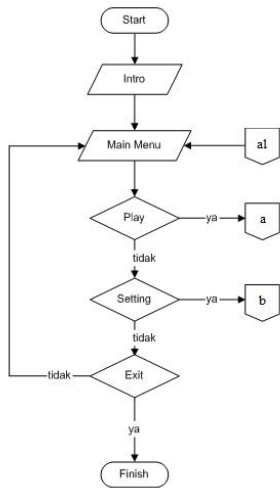 Start
Intro
Main Menu
a1
Play
ya
a
tidak
Setting
ya
b
tidak
Exit
tidak
ya
Finish